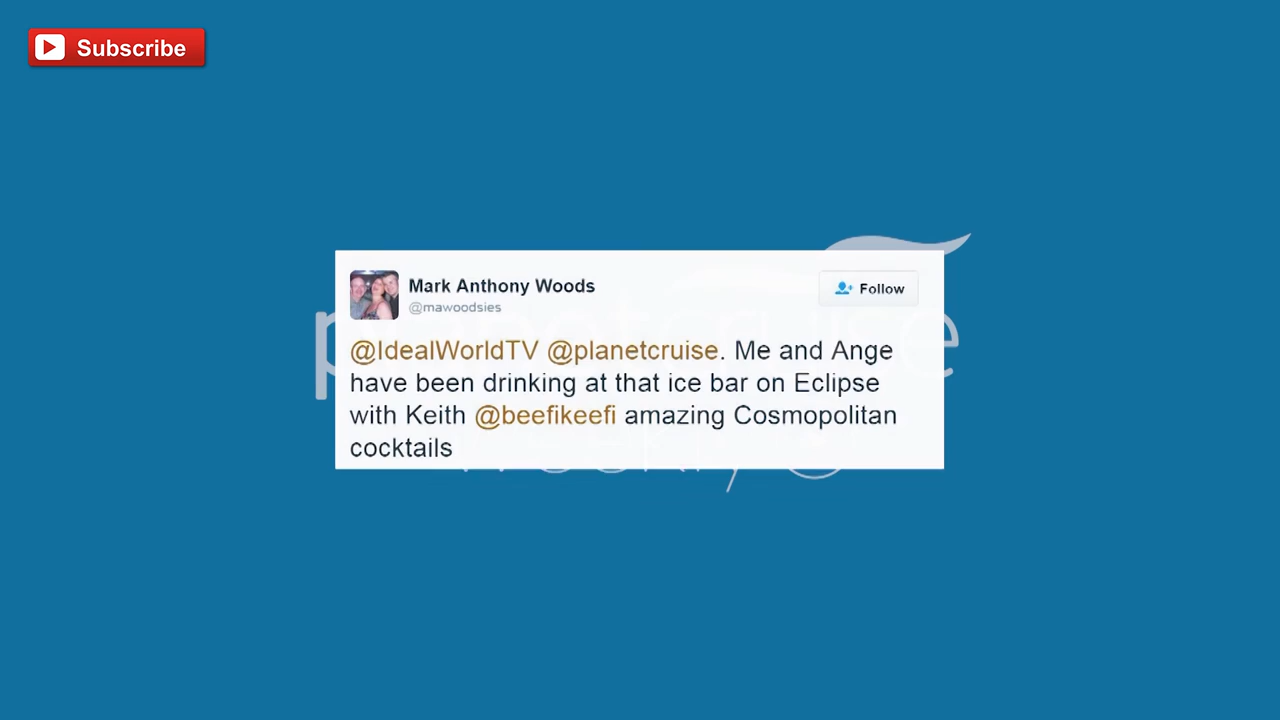 Subscribe
Mark Anthony Woods
Follow
@mawoodsies
@IdealWorldTV @planetcruise. Me and Ange
have been drinking at that ice bar on Eclipse
with Keith @beefikeefi amazing Cosmopolitan
cocktails